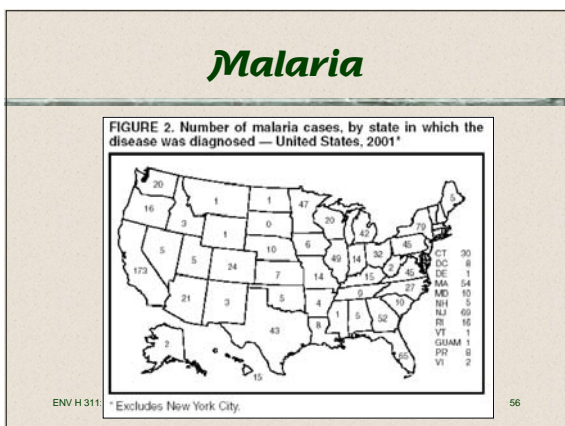 Malaria
FIGURE 2. Number of malaria cases, by state in which the
disease was diagnosed — United States, 2001*
20
1
1
47
5
16
3
1
0
20
42
79
5
5
10
6
49
14
32
45
173
24
7
14
15
2
45
27
21
3
5
4
9
10
43
8
1
5
52
65
2
15
CT 30
DC 8
DE 1
MA 54
MD 10
NH 5
NJ 69
RI 16
VT 1
GUAM 1
PR 8
VI 2
* Excludes New York City.
ENV H 311:
56